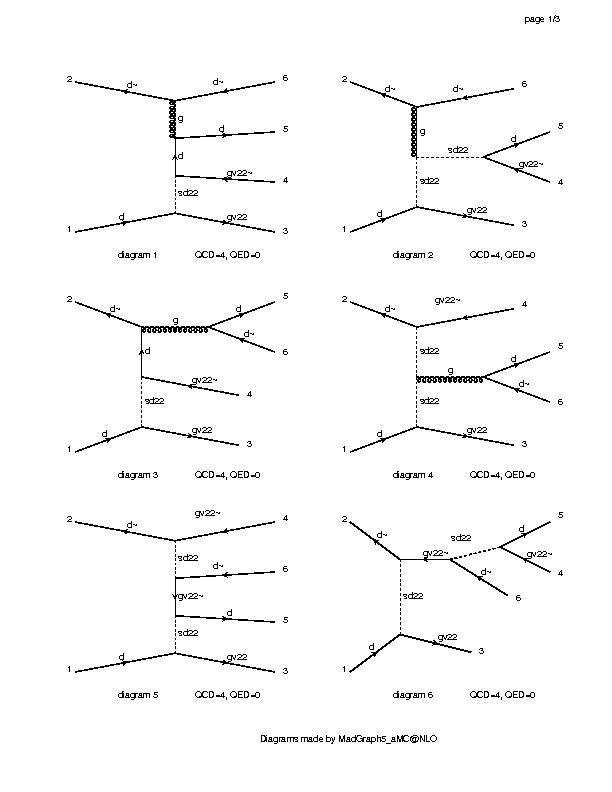 page 1/3
2 d~ d~ 6
g
d 5
d
gv22~ 4
sd22
d gv22
1 3
diagram 1 QCD=4, QED=0
2 d~ d~ 6
g
sd22 d 5
gv22~ 4
sd22
d gv22
1 3
diagram 2 QCD=4, QED=0
2 d~ g d 5
d~ 6
d
gv22~ 4
sd22
d gv22
1 3
diagram 3 QCD=4, QED=0
2 d~ gv22~ 4
sd22
g d 5
d~ 6
sd22
d gv22
1 3
diagram 4 QCD=4, QED=0
2 d~ gv22~ 4
sd22
d~ 6
gv22~
d 5
sd22
d gv22
1 3
diagram 5 QCD=4, QED=0
2 d~ sd22 d 5
gv22~ gv22~ 4
d~ 6
sd22
d gv22 3
1
diagram 6 QCD=4, QED=0
Diagrams made by MadGraph5_aMC@NLO